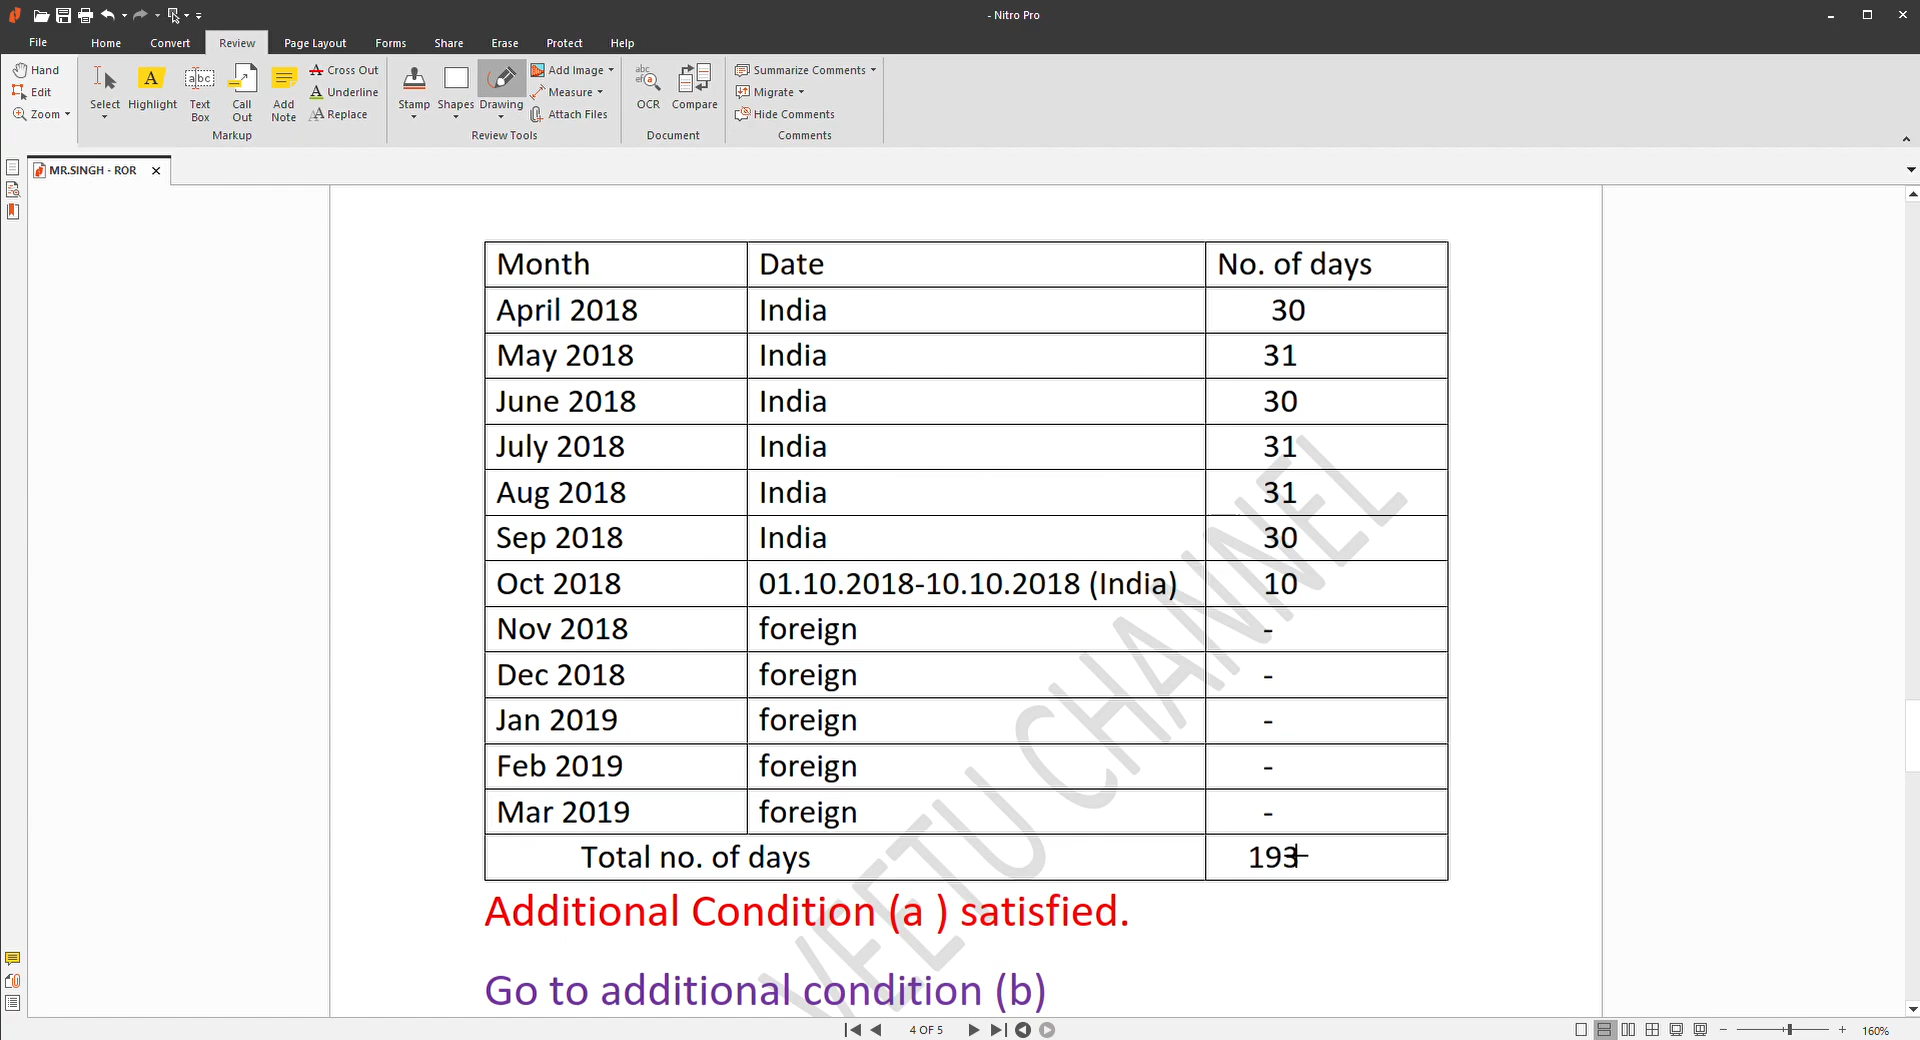 - Nitro Pro
File Home Convert Review Page Layout Forms Share Erase Protect Help
Hand
Edit
Zoom
Select
Highlight
Text Box
Call Out
Add Note
Cross Out
Underline
Replace
Markup
Stamp
Shapes
Drawing
Add Image
Measure
Attach Files
Review Tools
OCR
Compare
Document
Summarize Comments
Migrate
Hide Comments
Comments
MR.SINGH - ROR
Month Date No. of days
April 2018 India 30
May 2018 India 31
June 2018 India 30
July 2018 India 31
Aug 2018 India 31
Sep 2018 India 30
Oct 2018 01.10.2018-10.10.2018 (India) 10
Nov 2018 foreign -
Dec 2018 foreign -
Jan 2019 foreign -
Feb 2019 foreign -
Mar 2019 foreign -
Total no. of days 193
Additional Condition (a ) satisfied.
Go to additional condition (b)
VEETU CHANNEL
4 OF 5
160%